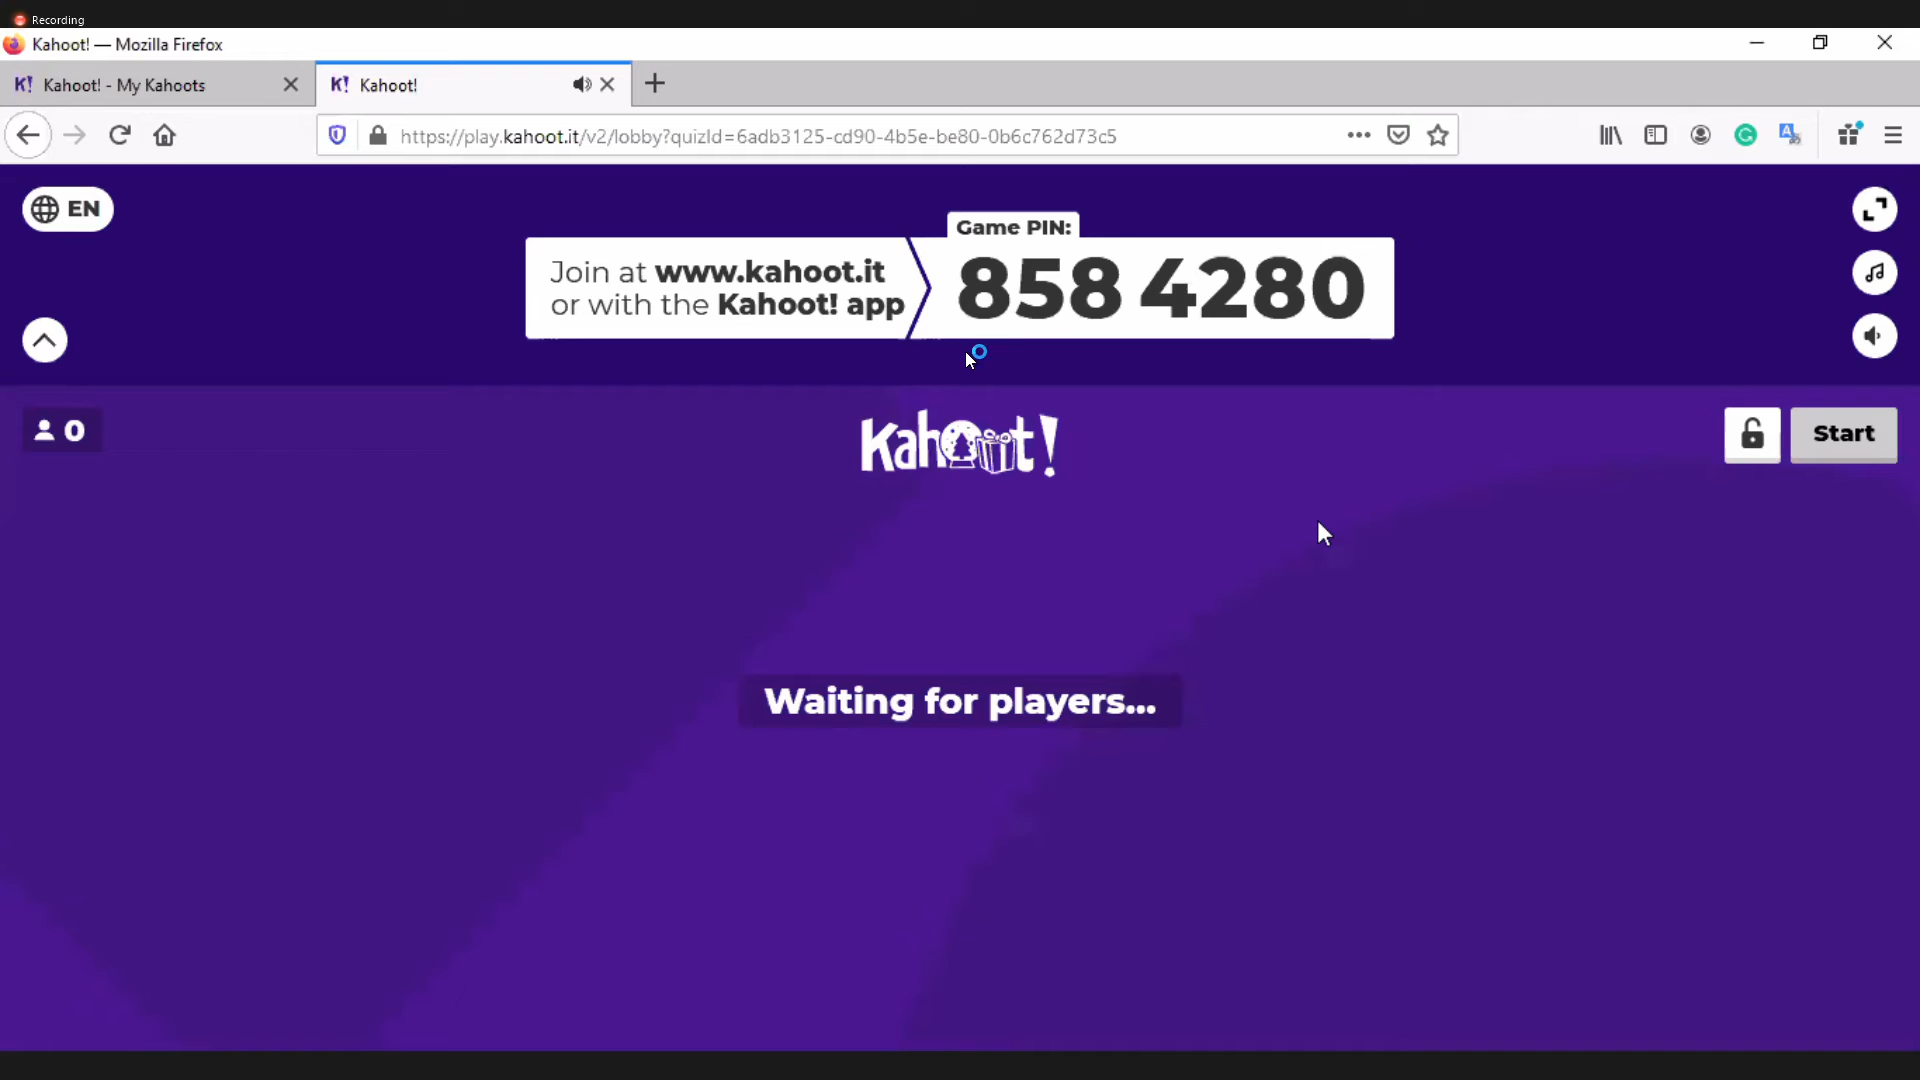 Recording
Kahoot! — Mozilla Firefox
K! Kahoot! - My Kahoots
K! Kahoot!
https://play.kahoot.it/v2/lobby?quizId=6adb3125-cd90-4b5e-be80-0b6c762d73c5
EN
Game PIN:
Join at www.kahoot.it
or with the Kahoot! app
858 4280
0
Kahoot!
Start
Waiting for players...